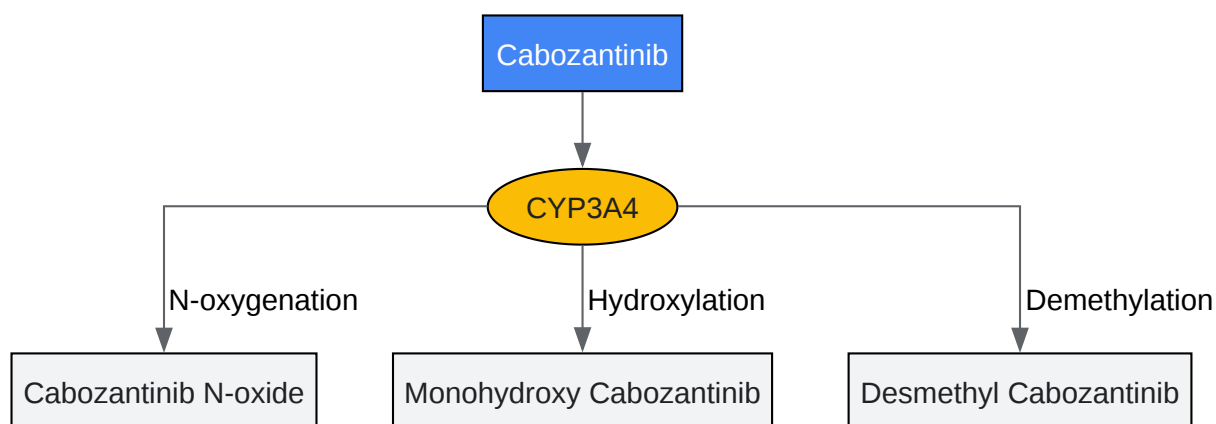 Cabozantinib
CYP3A4
N-oxygenation
Hydroxylation
Demethylation
Cabozantinib N-oxide
Monohydroxy Cabozantinib
Desmethyl Cabozantinib